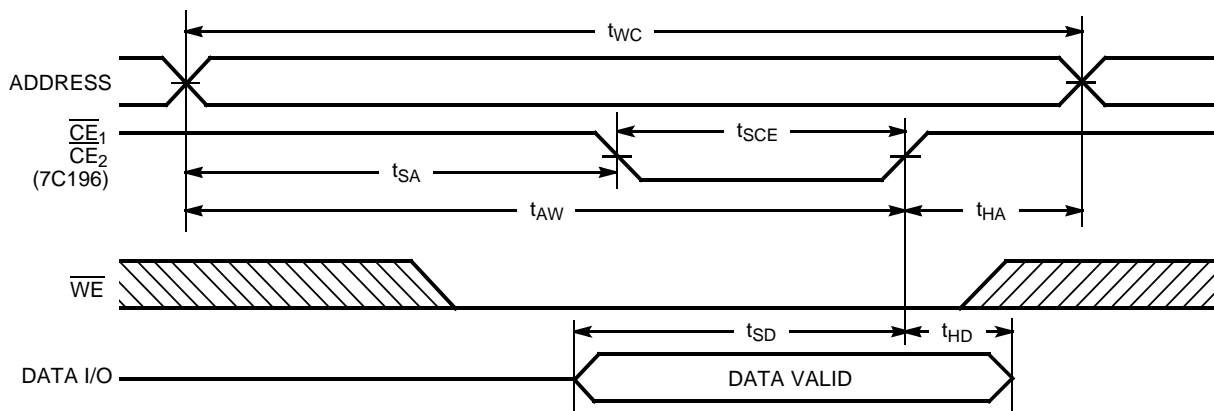 tWC
ADDRESS
CE1
CE2
(7C196)
tSCE
tSA
tAW
tHA
WE
tSD
tHD
DATA I/O
DATA VALID